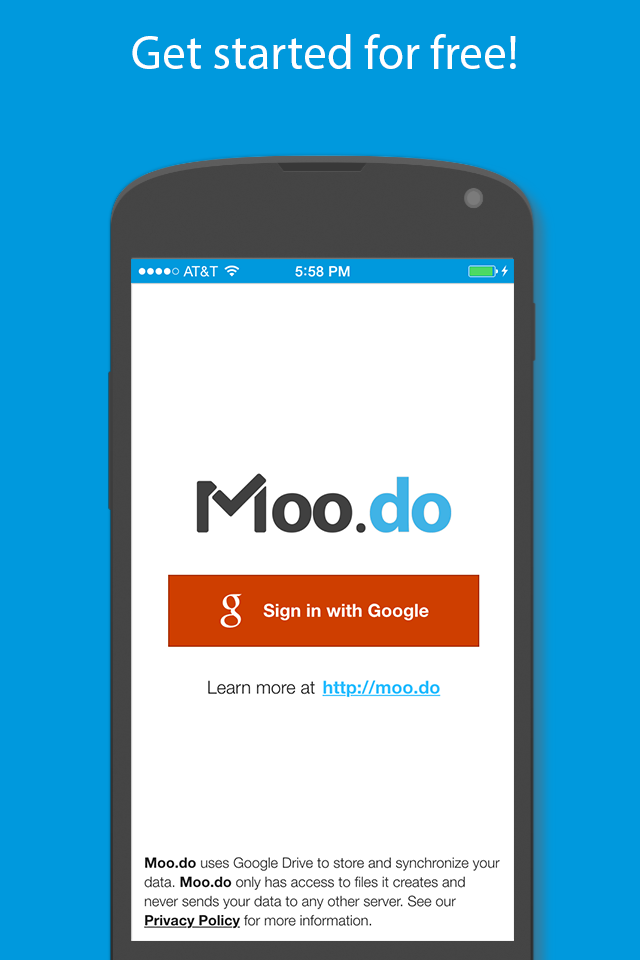 Get started for free!
AT&T 5:58 PM
Moo.do
g Sign in with Google
Learn more at http://moo.do
Moo.do uses Google Drive to store and synchronize your
data. Moo.do only has access to files it creates and
never sends your data to any other server. See our
Privacy Policy for more information.